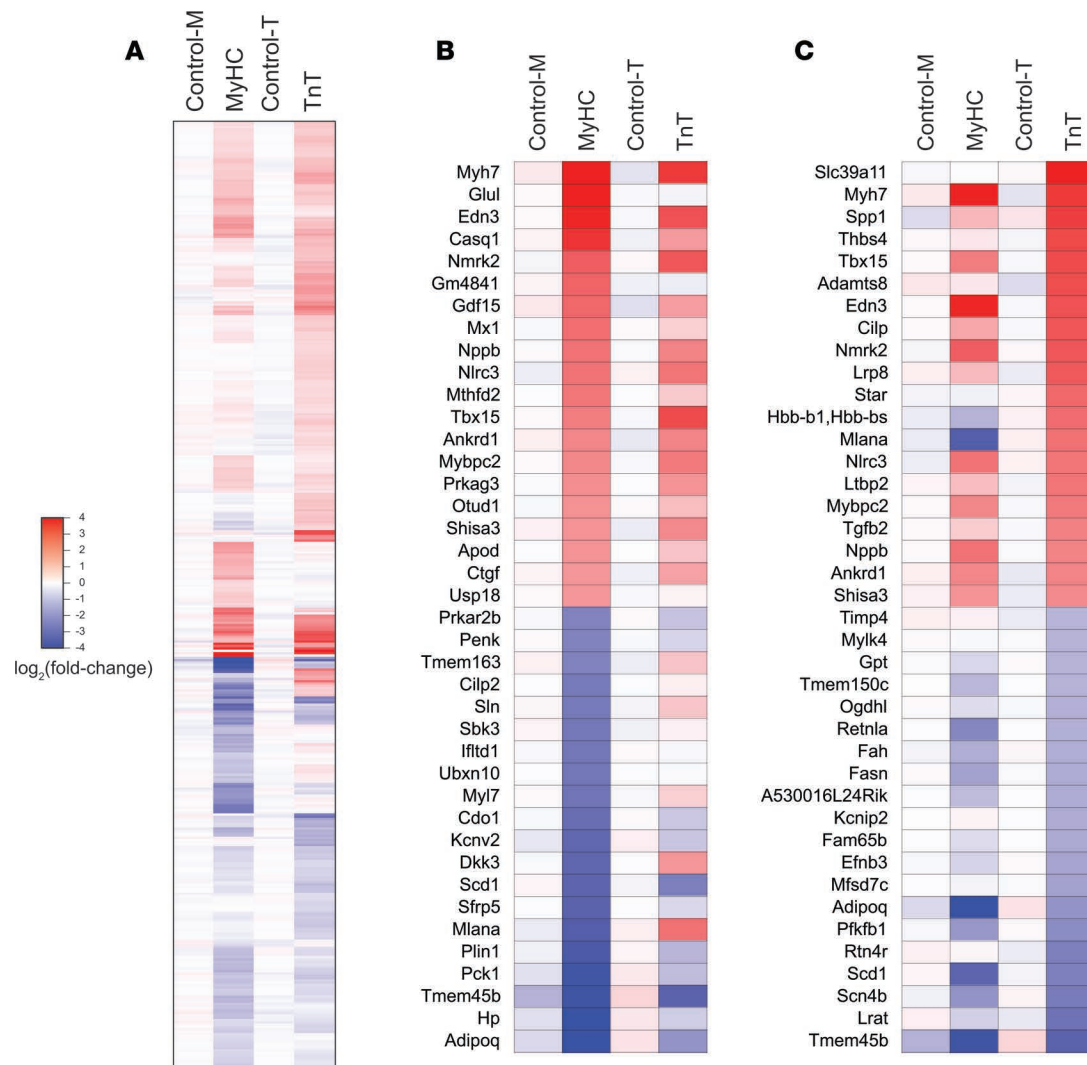 A
Control-M
MyHC
Control-T
TnT
4
3
2
1
0
-1
-2
-3
-4
log2(fold-change)
B
Control-M
MyHC
Control-T
TnT
Myh7
Glul
Edn3
Casq1
Nmrk2
Gm4841
Gdf15
Mx1
Nppb
Nlrc3
Mthfd2
Tbx15
Ankrd1
Mybpc2
Prkag3
Otud1
Shisa3
Apod
Ctgf
Usp18
Prkar2b
Penk
Tmem163
Cilp2
Sln
Sbk3
Ifltd1
Ubxn10
Myl7
Cdo1
Kcnv2
Dkk3
Scd1
Sfrp5
Mlana
Plin1
Pck1
Tmem45b
Hp
Adipoq
C
Control-M
MyHC
Control-T
TnT
Slc39a11
Myh7
Spp1
Thbs4
Tbx15
Adamts8
Edn3
Cilp
Nmrk2
Lrp8
Star
Hbb-b1,Hbb-bs
Mlana
Nlrc3
Ltbp2
Mybpc2
Tgfb2
Nppb
Ankrd1
Shisa3
Timp4
Mylk4
Gpt
Tmem150c
Ogdhl
Retnla
Fah
Fasn
A530016L24Rik
Kcnip2
Fam65b
Efnb3
Mfsd7c
Adipoq
Pfkfb1
Rtn4r
Scd1
Scn4b
Lrat
Tmem45b